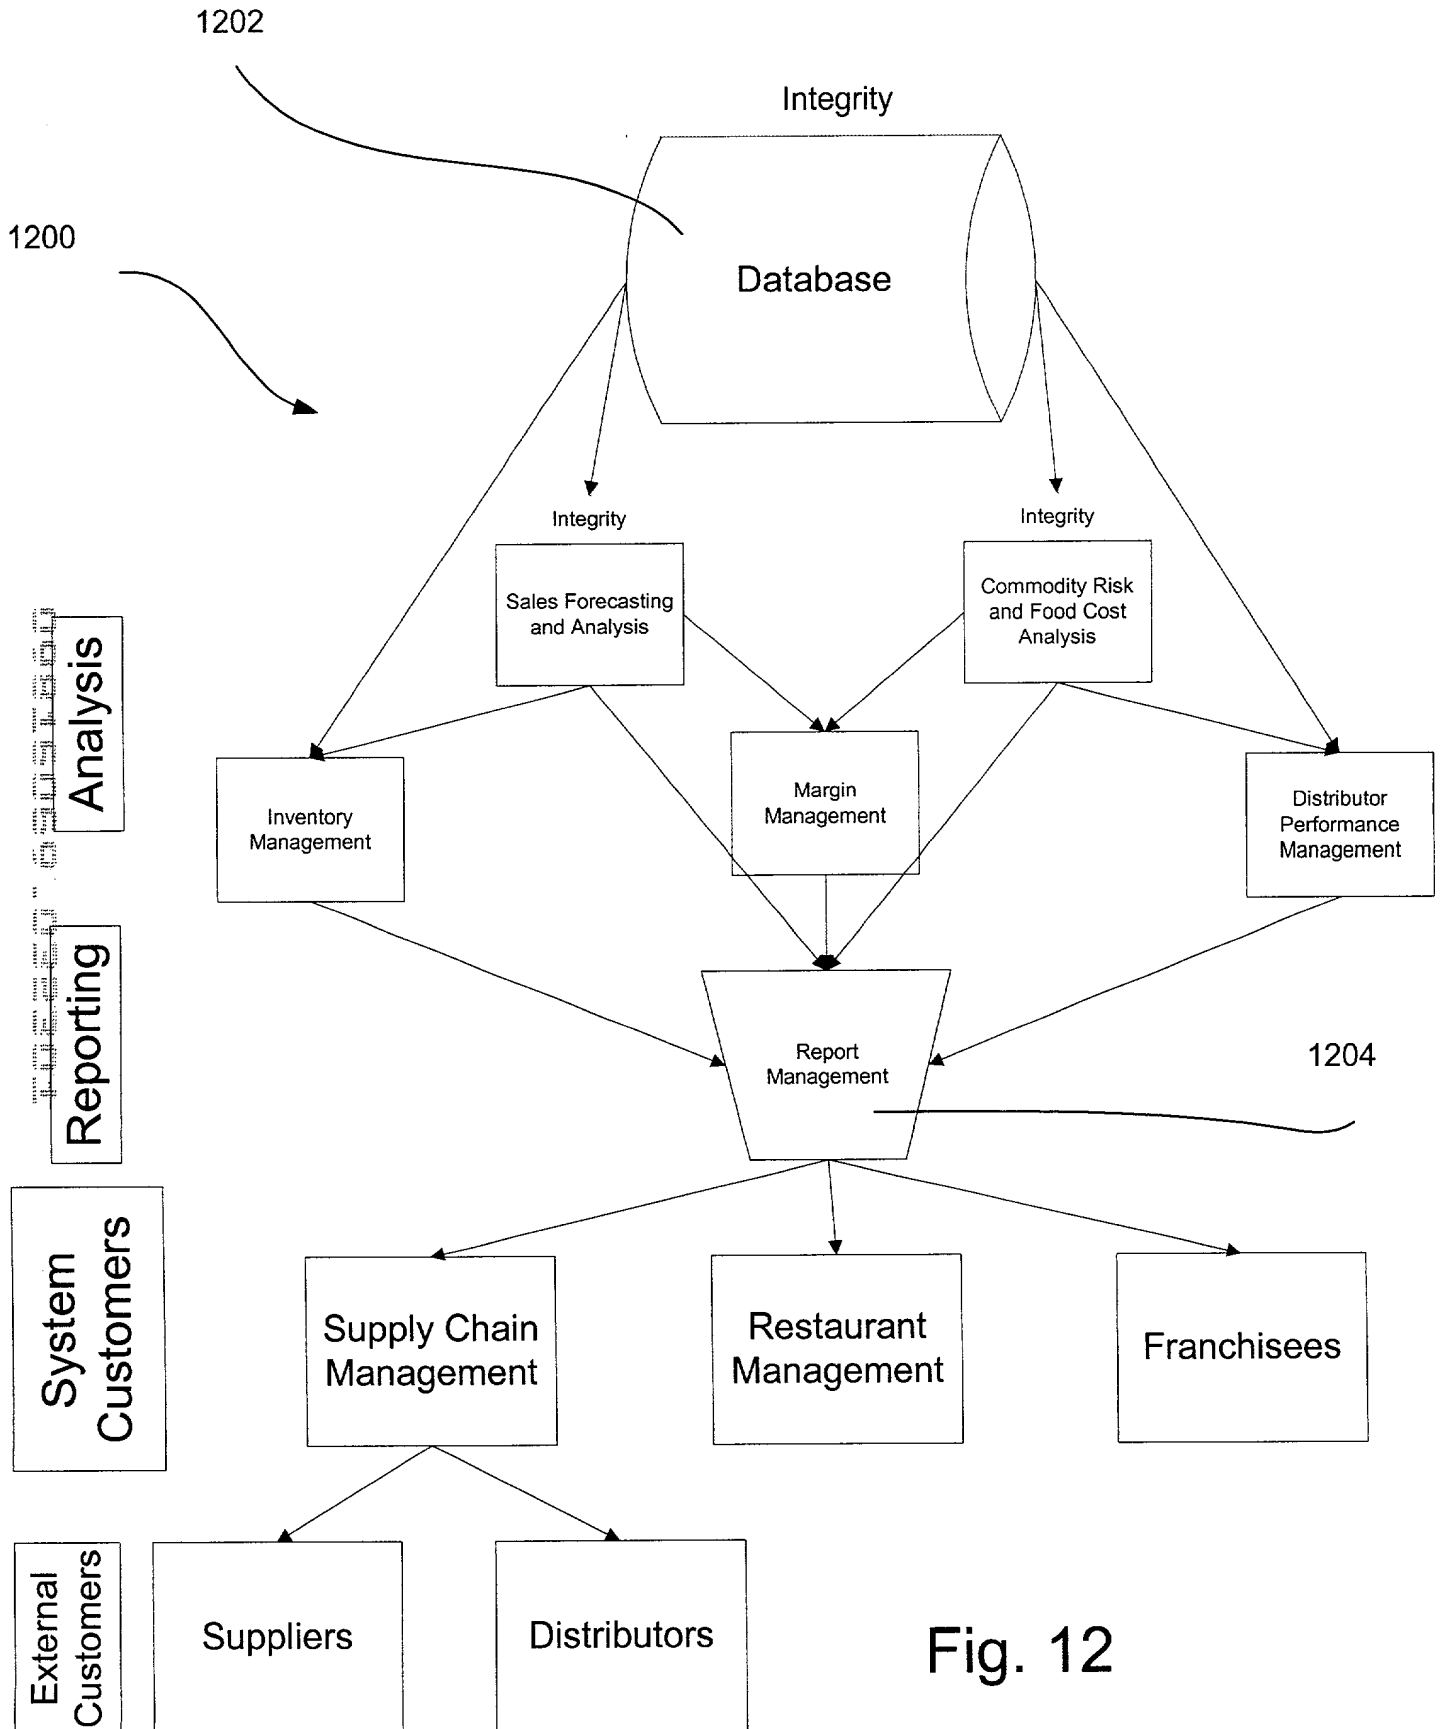 1202
Integrity
1200
Database
Integrity
Integrity
Sales Forecasting
and Analysis
Commodity Risk
and Food Cost
Analysis
Analysis
Inventory
Management
Margin
Management
Distributor
Performance
Management
Reporting
Report
Management
1204
System
Customers
Supply Chain
Management
Restaurant
Management
Franchisees
External
Customers
Suppliers
Distributors
Fig. 12